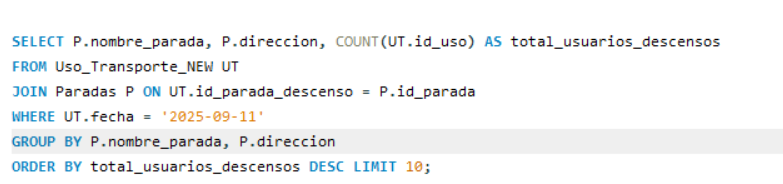 SELECT P.nombre_parada, P.direccion, COUNT(UT.id_uso) AS total_usuarios_descensos
FROM Uso_Transporte_NEW UT
JOIN Paradas P ON UT.id_parada_descenso = P.id_parada
WHERE UT.fecha = '2025-09-11'
GROUP BY P.nombre_parada, P.direccion
ORDER BY total_usuarios_descensos DESC LIMIT 10;